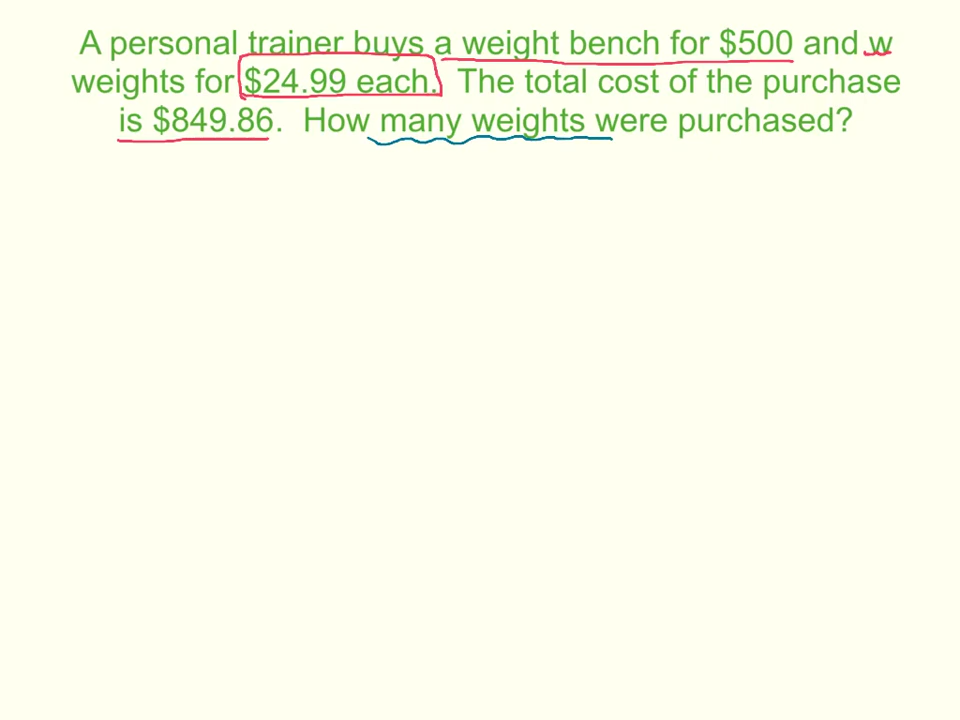 A personal trainer buys a weight bench for $500 and w
weights for $24.99 each.  The total cost of the purchase
is $849.86.  How many weights were purchased?